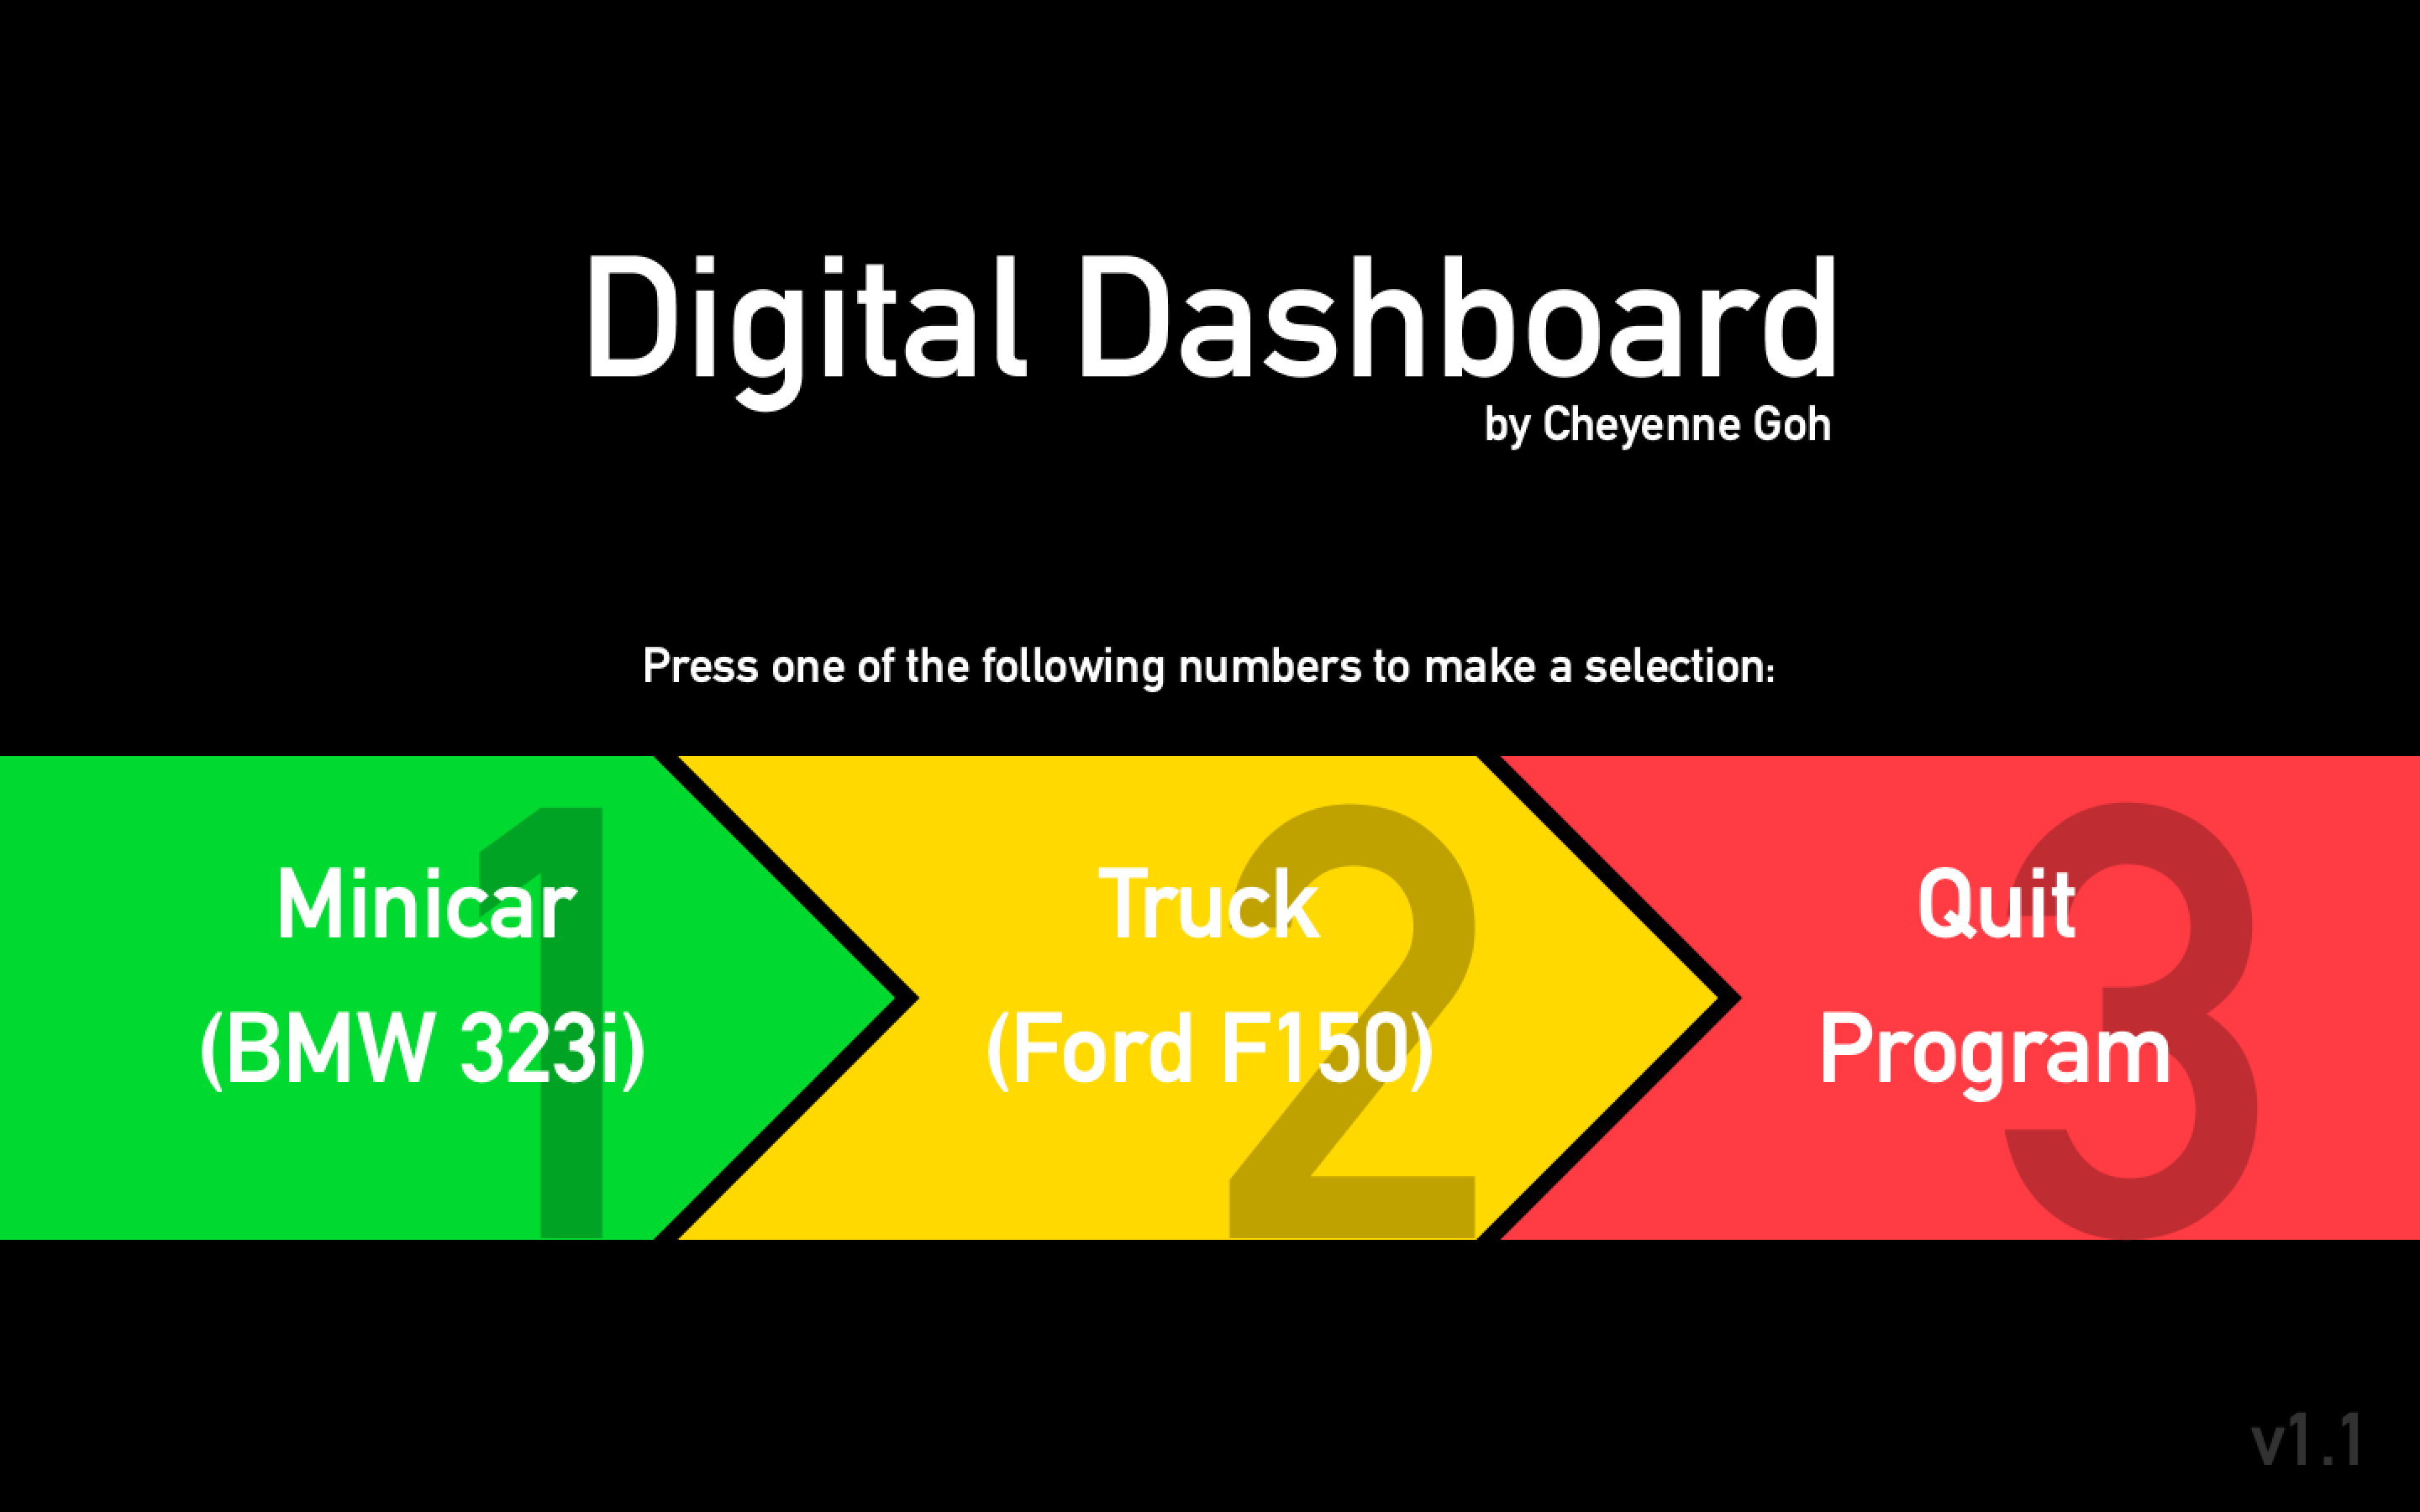 Digital Dashboard
by Cheyenne Goh
Press one of the following numbers to make a selection:
1
Minicar
(BMW 323i)
2
Truck
(Ford F150)
3
Quit
Program
v1.1